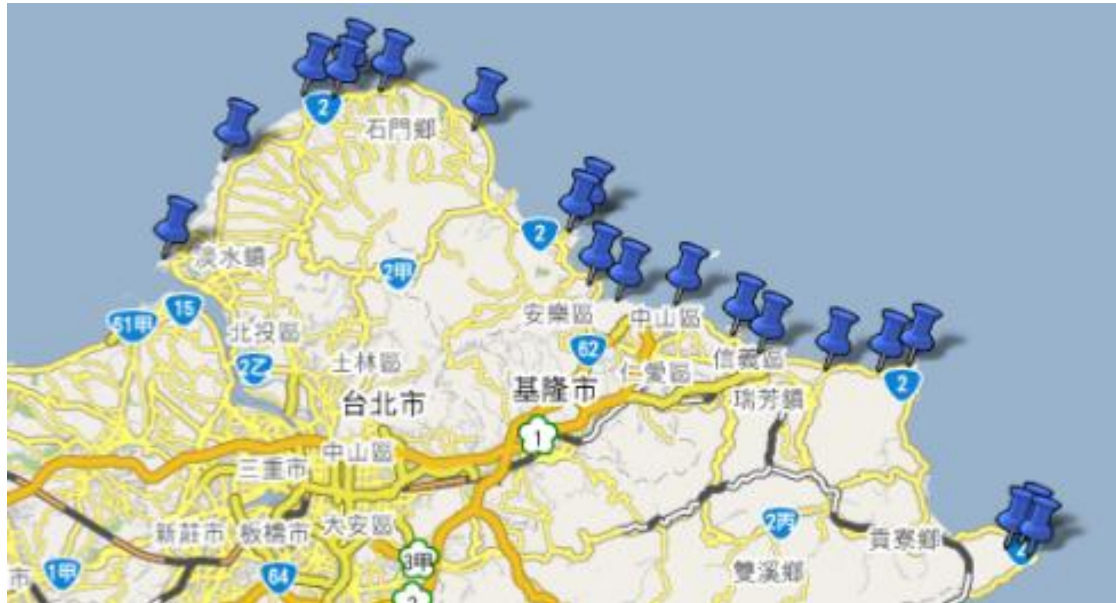 2
石門鄉
淡水鎮
2
2甲
15
61甲
北投區
安樂區
中山區
62
2乙
士林區
信義區
仁愛區
2
台北市
基隆市
瑞芳鎮
1
中山區
三重市
新莊市
板橋市
大安區
2丙
貢寮鄉
2
3甲
市
1甲
64
雙溪鄉